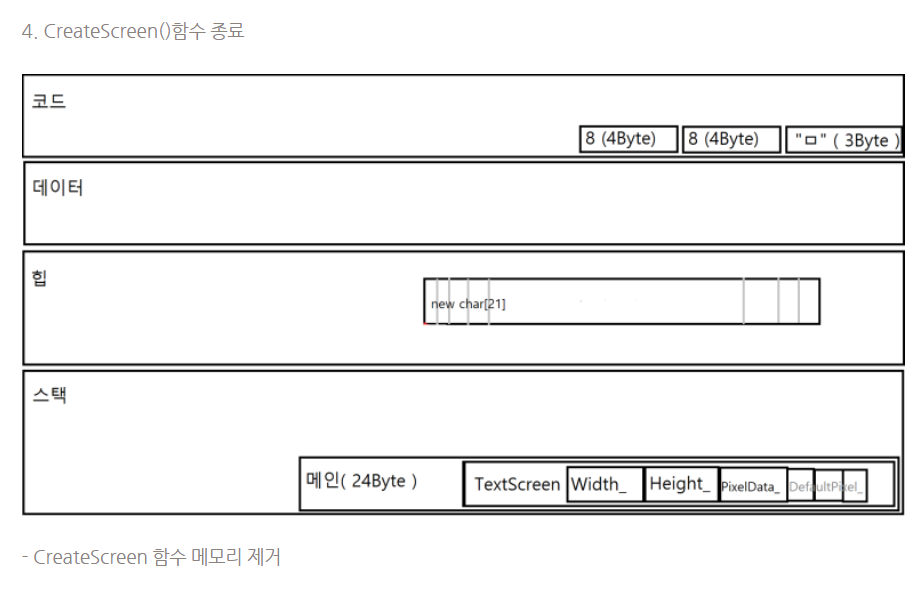 4. CreateScreen()함수 종료
코드
8 (4Byte) 8 (4Byte) "ㅁ" ( 3Byte )
데이터
힙
new char[21]
스택
메인( 24Byte ) TextScreen Width_ Height_ PixelData_ DefaultPixel_
- CreateScreen 함수 메모리 제거